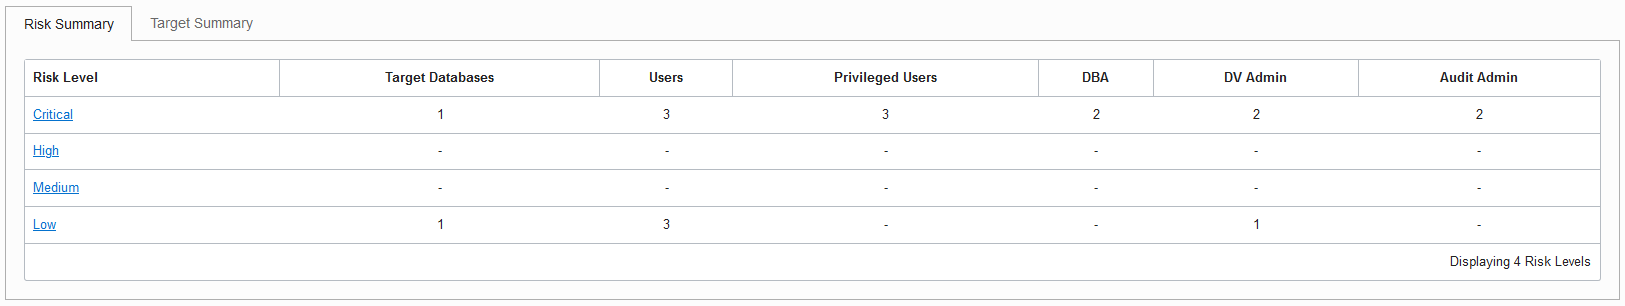 Risk Summary Target Summary
Risk Level Target Databases Users Privileged Users DBA DV Admin Audit Admin
Critical 1 3 3 2 2 2
High - - - - - -
Medium - - - - - -
Low 1 3 - - 1 -
Displaying 4 Risk Levels